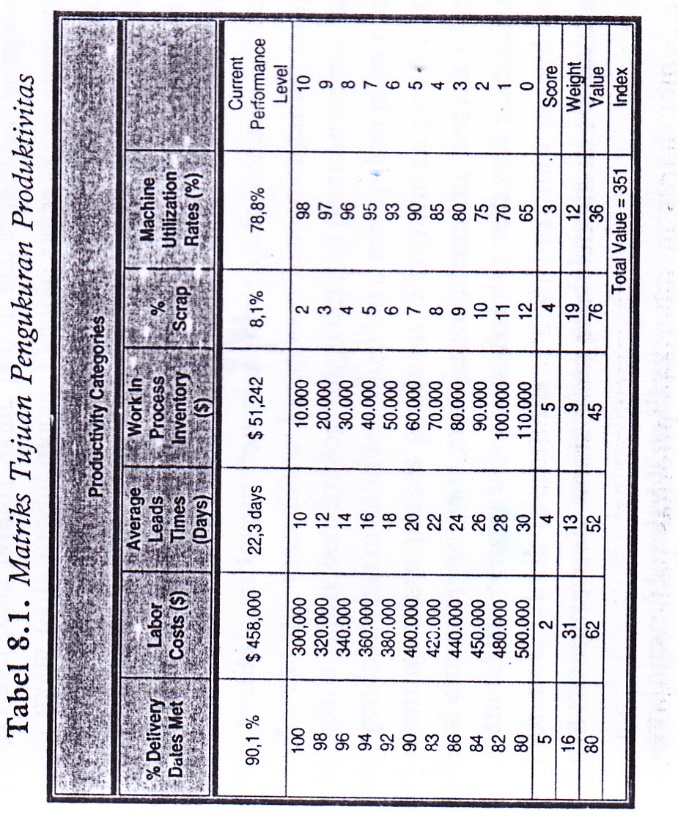 Tabel 8.1. Matriks Tujuan Pengukuran Produktivitas
Productivity Categories
% Delivery Dates Met | Labor Costs ($) | Average Leads Times (Days) | Work In Process Inventory ($) | % Scrap | Machine Utilization Rates (%)
90,1 % | $ 458,000 | 22,3 days | $ 51,242 | 8,1% | 78,8% | Current Performance Level
100 | 300,000 | 10 | 10.000 | 2 | 98 | 10
98 | 320.000 | 12 | 20.000 | 3 | 97 | 9
96 | 340.000 | 14 | 30.000 | 4 | 96 | 8
94 | 360.000 | 16 | 40.000 | 5 | 95 | 7
92 | 380.000 | 18 | 50.000 | 6 | 93 | 6
90 | 400.000 | 20 | 60.000 | 7 | 90 | 5
83 | 420.000 | 22 | 70.000 | 8 | 85 | 4
86 | 440.000 | 24 | 80.000 | 9 | 80 | 3
84 | 450.000 | 26 | 90.000 | 10 | 75 | 2
82 | 480.000 | 28 | 100.000 | 11 | 70 | 1
80 | 500.000 | 30 | 110.000 | 12 | 65 | 0
5 | 2 | 4 | 5 | 4 | 3 | Score
16 | 31 | 13 | 9 | 19 | 12 | Weight
80 | 62 | 52 | 45 | 76 | 36 | Value
Total Value = 351 | Index